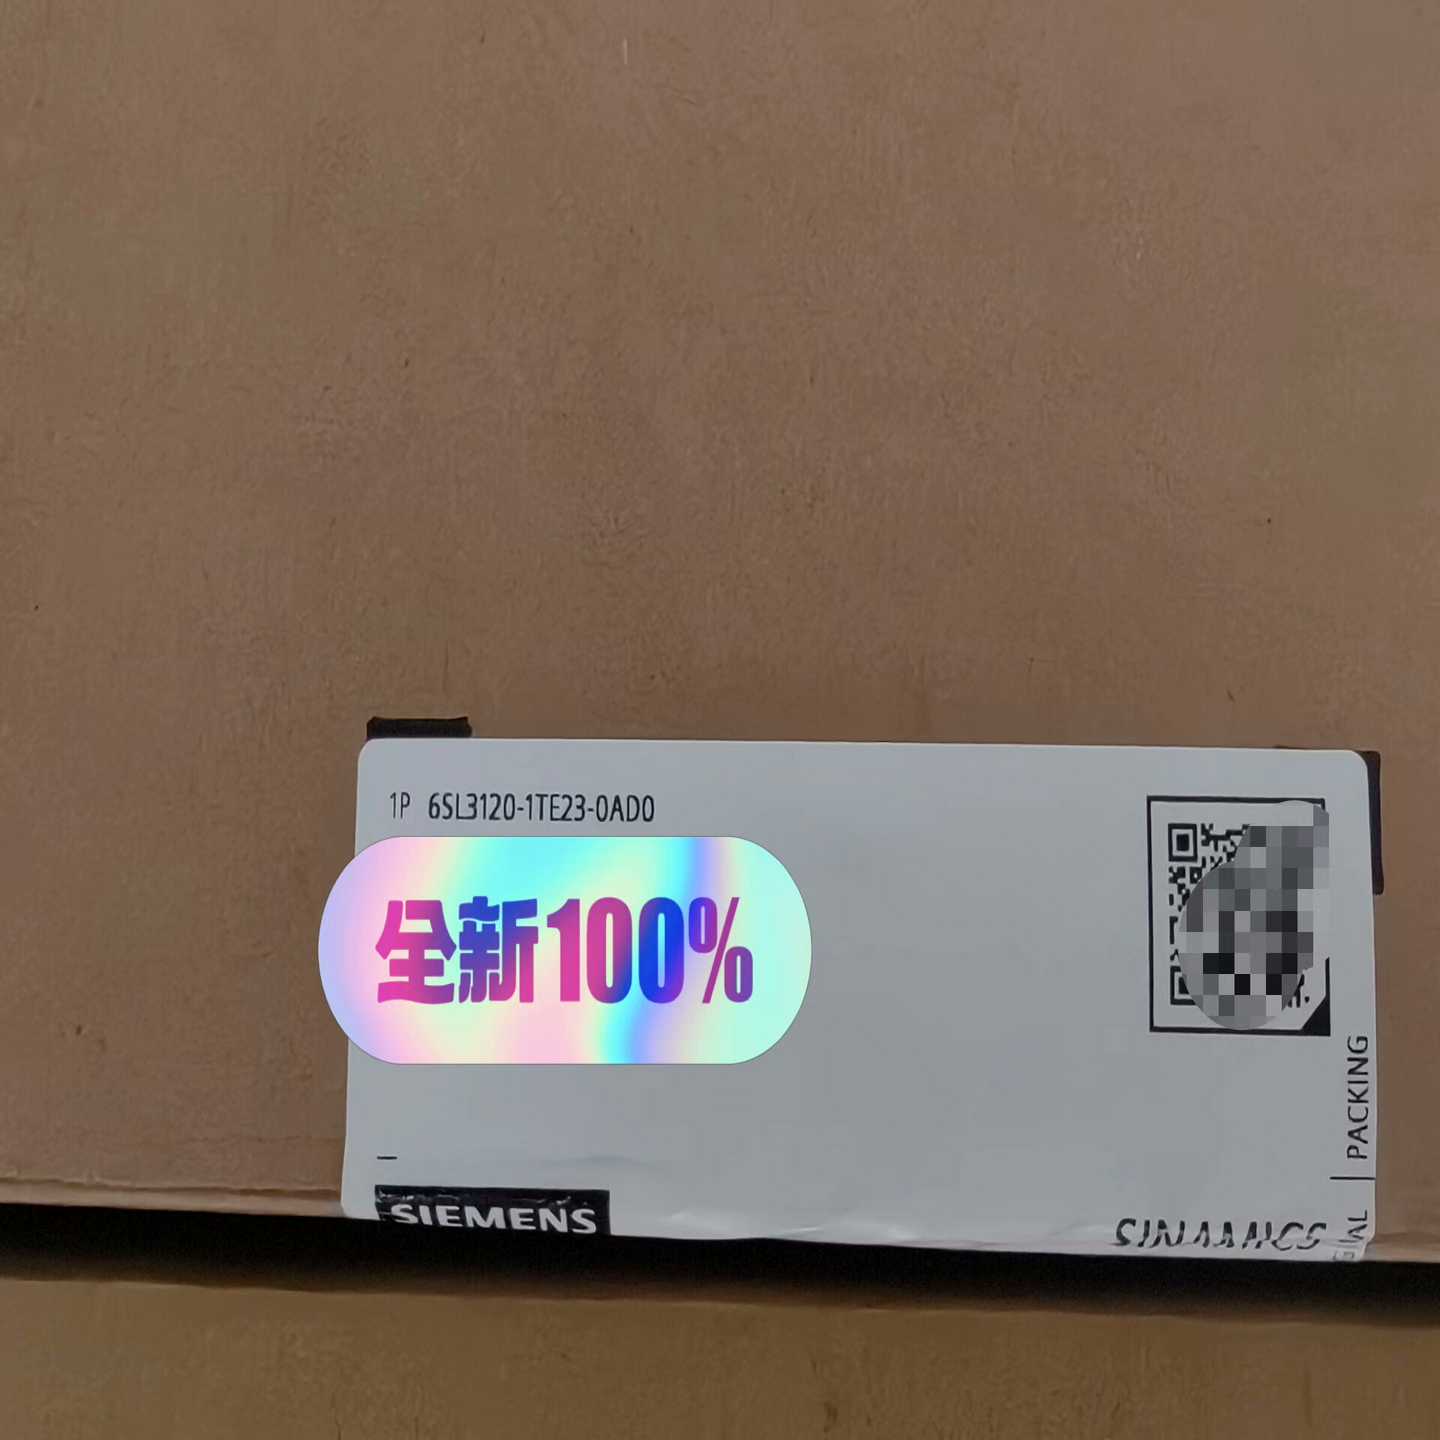 1P 6SL3120-1TE23-0AD0
全新100%
PACKING
SIEMENS
SINAMICS